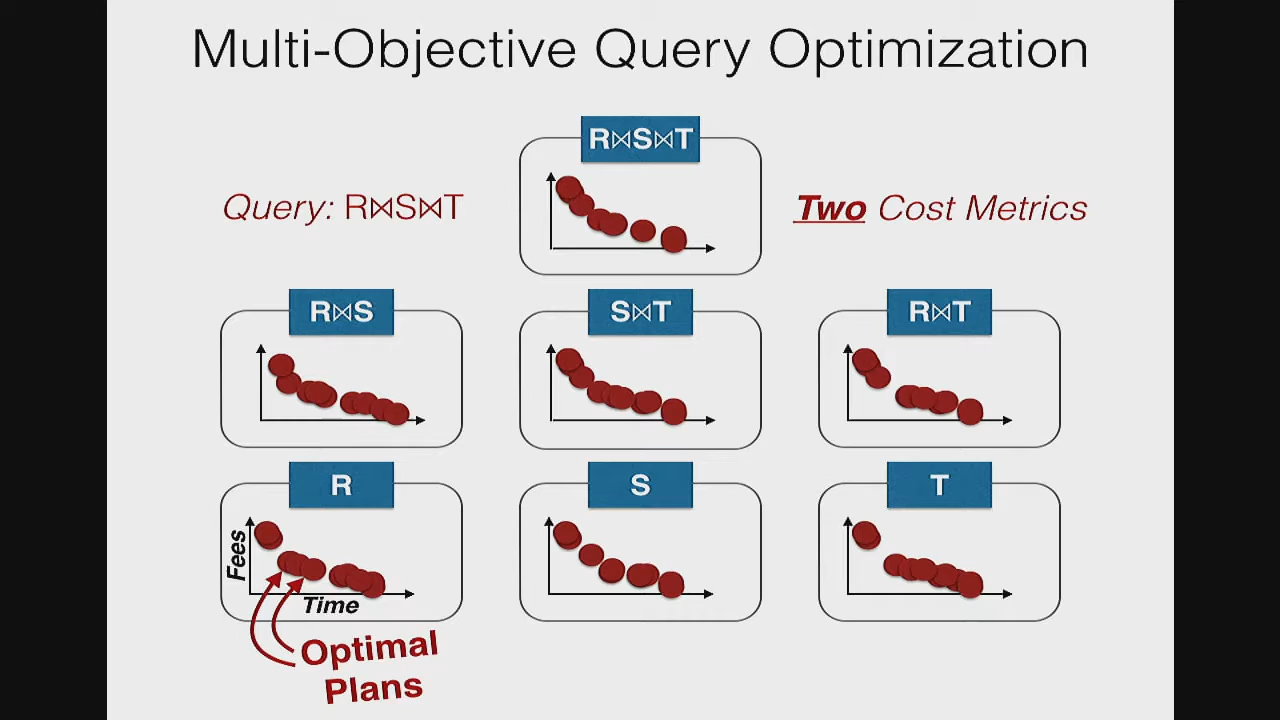 Multi-Objective Query Optimization
R⋈S⋈T
Query: R⋈S⋈T
Two Cost Metrics
R⋈S
S⋈T
R⋈T
R
S
T
Fees
Time
Optimal
Plans